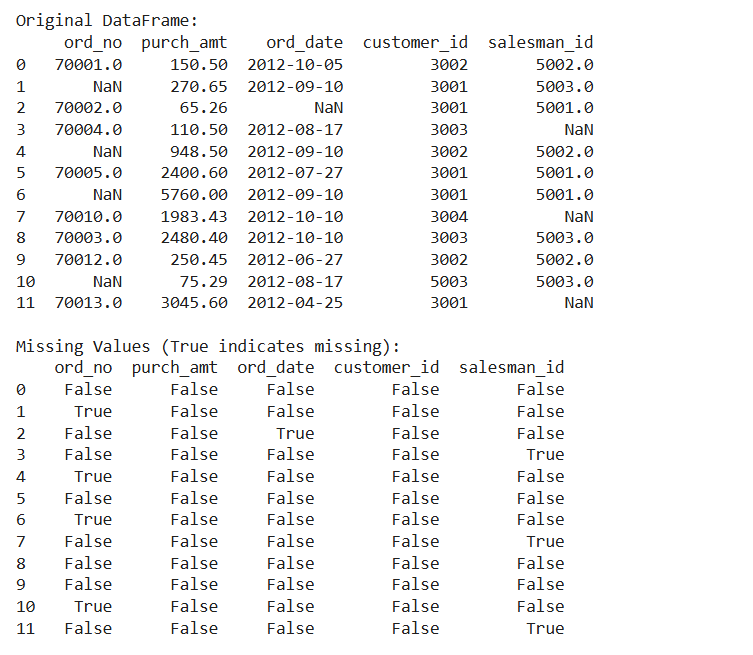 Original DataFrame:
     ord_no  purch_amt    ord_date  customer_id  salesman_id
0   70001.0     150.50  2012-10-05         3002       5002.0
1       NaN     270.65  2012-09-10         3001       5003.0
2   70002.0      65.26         NaN         3001       5001.0
3   70004.0     110.50  2012-08-17         3003          NaN
4       NaN     948.50  2012-09-10         3002       5002.0
5   70005.0    2400.60  2012-07-27         3001       5001.0
6       NaN    5760.00  2012-09-10         3001       5001.0
7   70010.0    1983.43  2012-10-10         3004          NaN
8   70003.0    2480.40  2012-10-10         3003       5003.0
9   70012.0     250.45  2012-06-27         3002       5002.0
10      NaN      75.29  2012-08-17         5003       5003.0
11  70013.0    3045.60  2012-04-25         3001          NaN

Missing Values (True indicates missing):
    ord_no  purch_amt  ord_date  customer_id  salesman_id
0    False      False     False        False        False
1     True      False     False        False        False
2    False      False      True        False        False
3    False      False     False        False         True
4     True      False     False        False        False
5    False      False     False        False        False
6     True      False     False        False        False
7    False      False     False        False         True
8    False      False     False        False        False
9    False      False     False        False        False
10    True      False     False        False        False
11   False      False     False        False         True